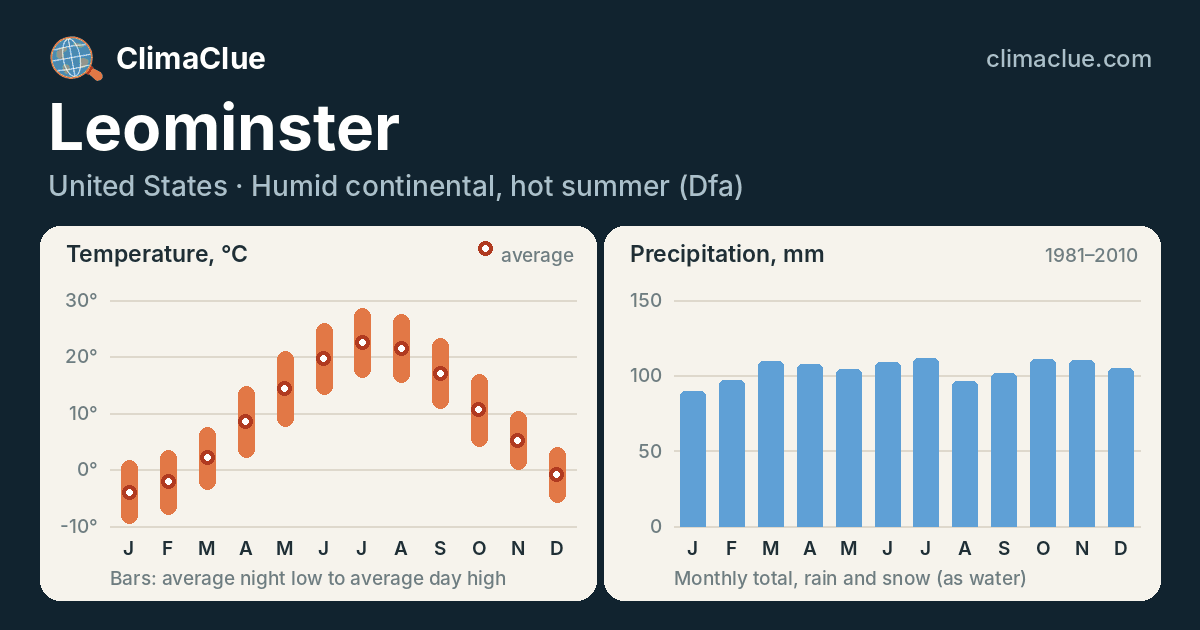 ClimaClue
climaclue.com
Leominster
United States · Humid continental, hot summer (Dfa)
Temperature, °C
average
30°
20°
10°
0°
-10°
J F M A M J J A S O N D
Bars: average night low to average day high
Precipitation, mm
1981–2010
150
100
50
0
J F M A M J J A S O N D
Monthly total, rain and snow (as water)